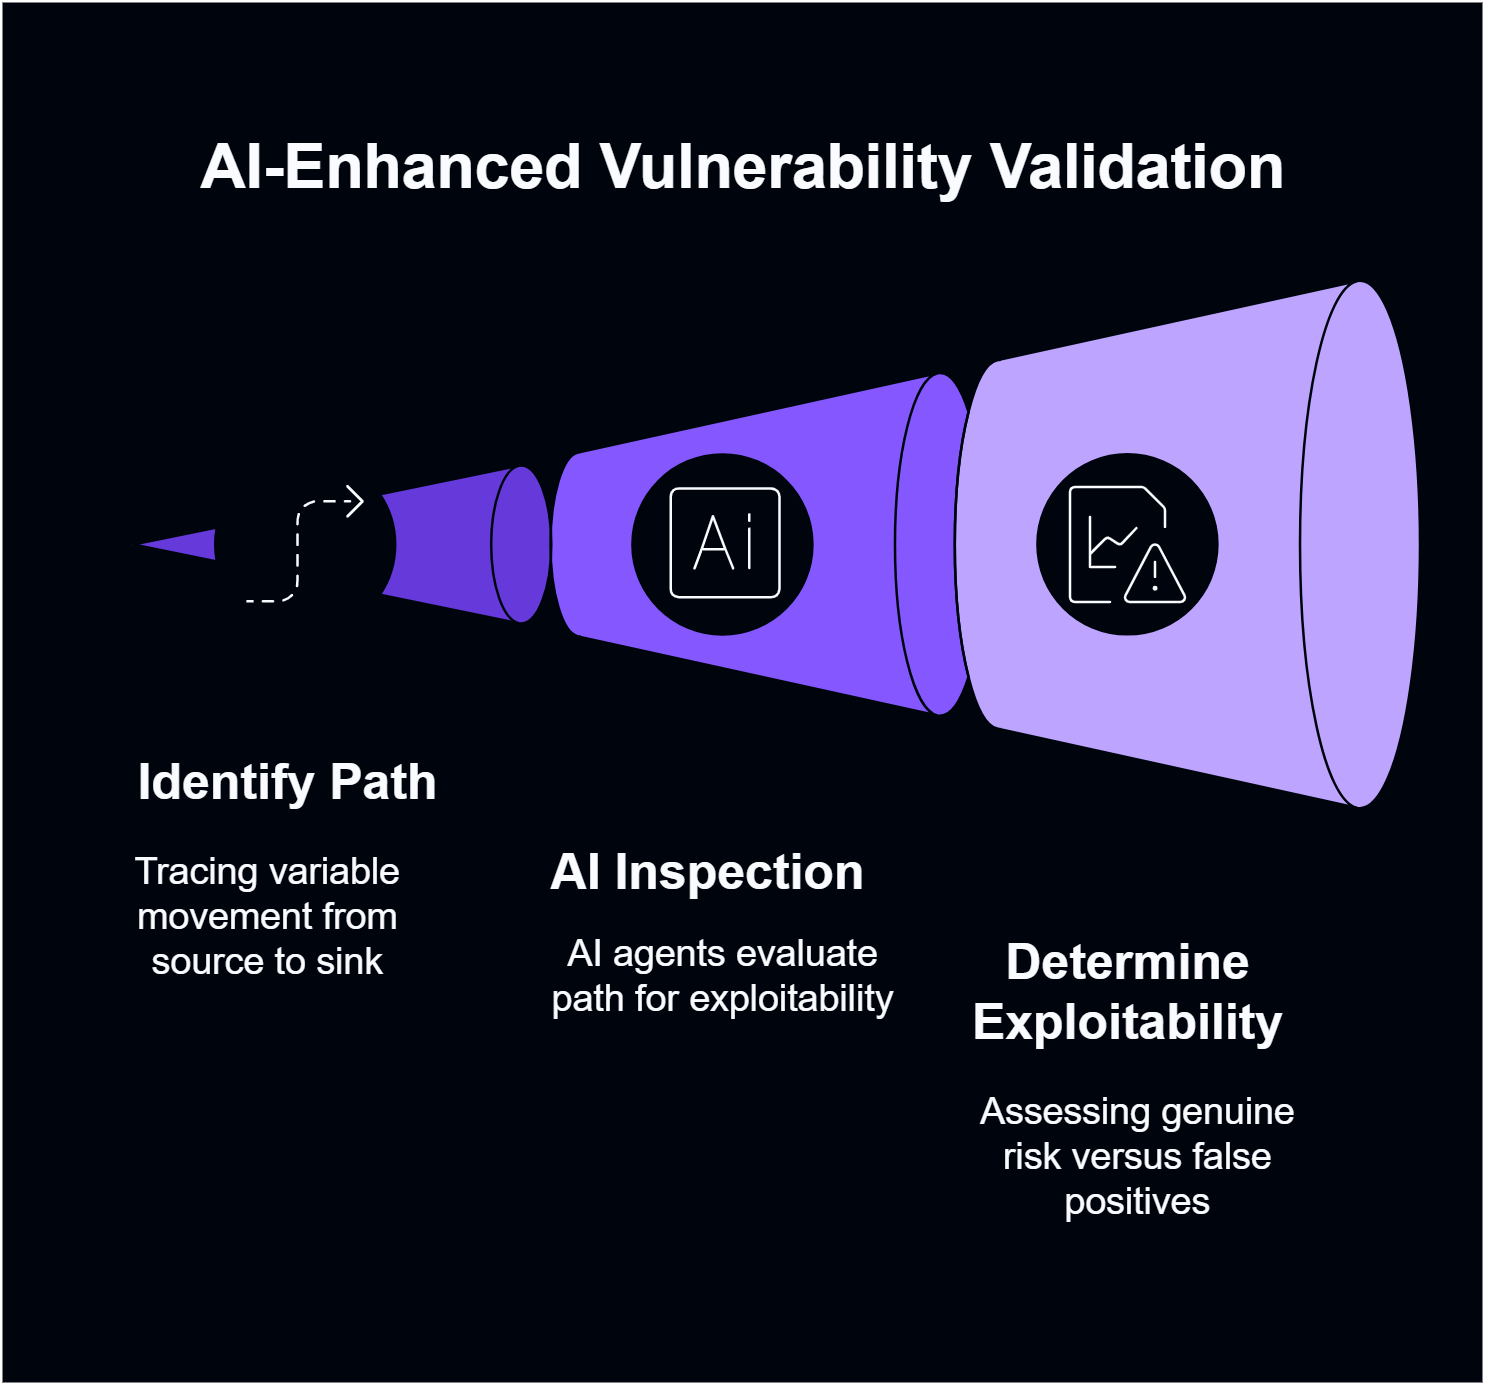 AI-Enhanced Vulnerability Validation
Ai
Identify Path
Tracing variable
movement from
source to sink
AI Inspection
AI agents evaluate
path for exploitability
Determine
Exploitability
Assessing genuine
risk versus false
positives